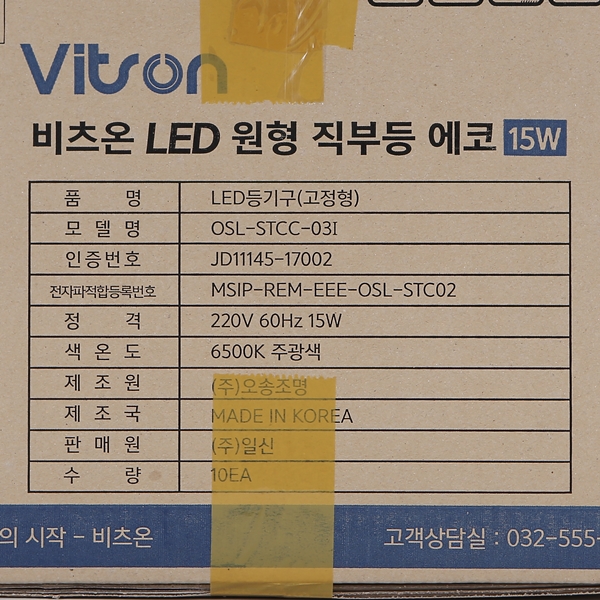 Vitson
비츠온 LED 원형 직부등 에코 15W
품 명 LED등기구(고정형)
모 델 명 OSL-STCC-03I
인증번호 JD11145-17002
전자파적합등록번호 MSIP-REM-EEE-OSL-STC02
정 격 220V 60Hz 15W
색 온 도 6500K 주광색
제 조 원 (주)오송조명
제 조 국 MADE IN KOREA
판 매 원 (주)일신
수 량 10EA
의 시작 - 비츠온 고객상담실 : 032-555-